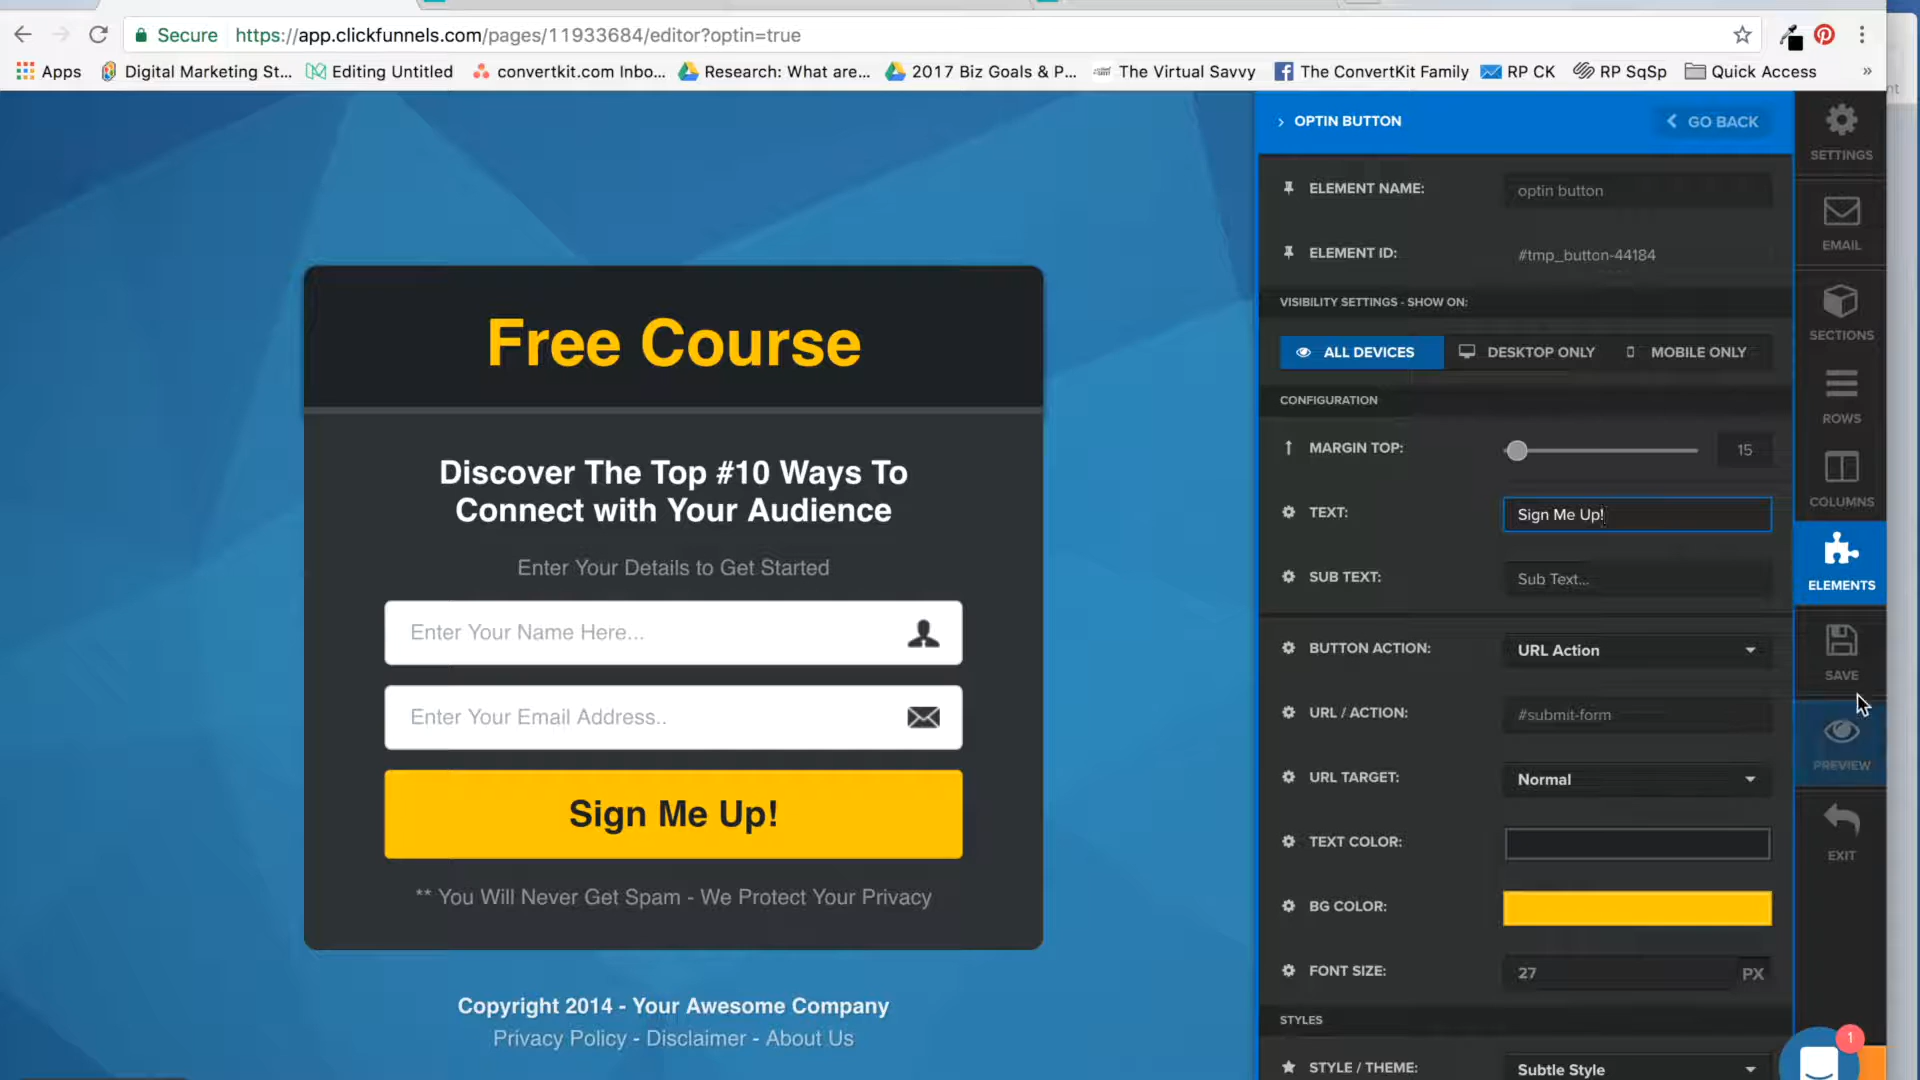 Secure https://app.clickfunnels.com/pages/11933684/editor?optin=true
Apps Digital Marketing St... Editing Untitled convertkit.com Inbo... Research: What are... 2017 Biz Goals & P... The Virtual Savvy The ConvertKit Family RP CK RP SqSp Quick Access »
OPTIN BUTTON
GO BACK
ELEMENT NAME: optin button
ELEMENT ID: #tmp_button-44184
VISIBILITY SETTINGS - SHOW ON:
ALL DEVICES DESKTOP ONLY MOBILE ONLY
CONFIGURATION
MARGIN TOP: 15
TEXT: Sign Me Up!
SUB TEXT: Sub Text...
BUTTON ACTION: URL Action
URL / ACTION: #submit-form
URL TARGET: Normal
TEXT COLOR:
BG COLOR:
FONT SIZE: 27 PX
STYLES
STYLE / THEME: Subtle Style
SETTINGS
EMAIL
SECTIONS
ROWS
COLUMNS
ELEMENTS
SAVE
PREVIEW
EXIT
1
Free Course
Discover The Top #10 Ways To
Connect with Your Audience
Enter Your Details to Get Started
Enter Your Name Here...
Enter Your Email Address..
Sign Me Up!
** You Will Never Get Spam - We Protect Your Privacy
Copyright 2014 - Your Awesome Company
Privacy Policy - Disclaimer - About Us